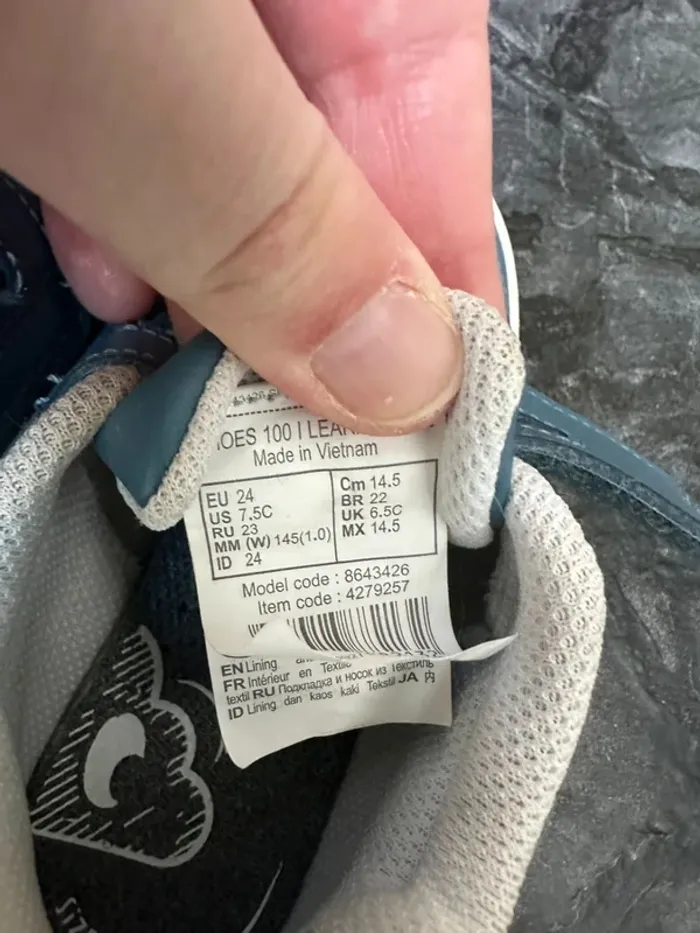 OES 100 I LEAR
Made in Vietnam
EU 24
US 7.5C
RU 23
MM (W) 145(1.0)
ID 24
Cm 14.5
BR 22
UK 6.5C
MX 14.5
Model code : 8643426
Item code : 4279257
EN Lining
FR Intérieur en Textile
textil RU Подкладка и носок из текстиль
ID Lining dan kaos kaki Tekstil JA 内
Size